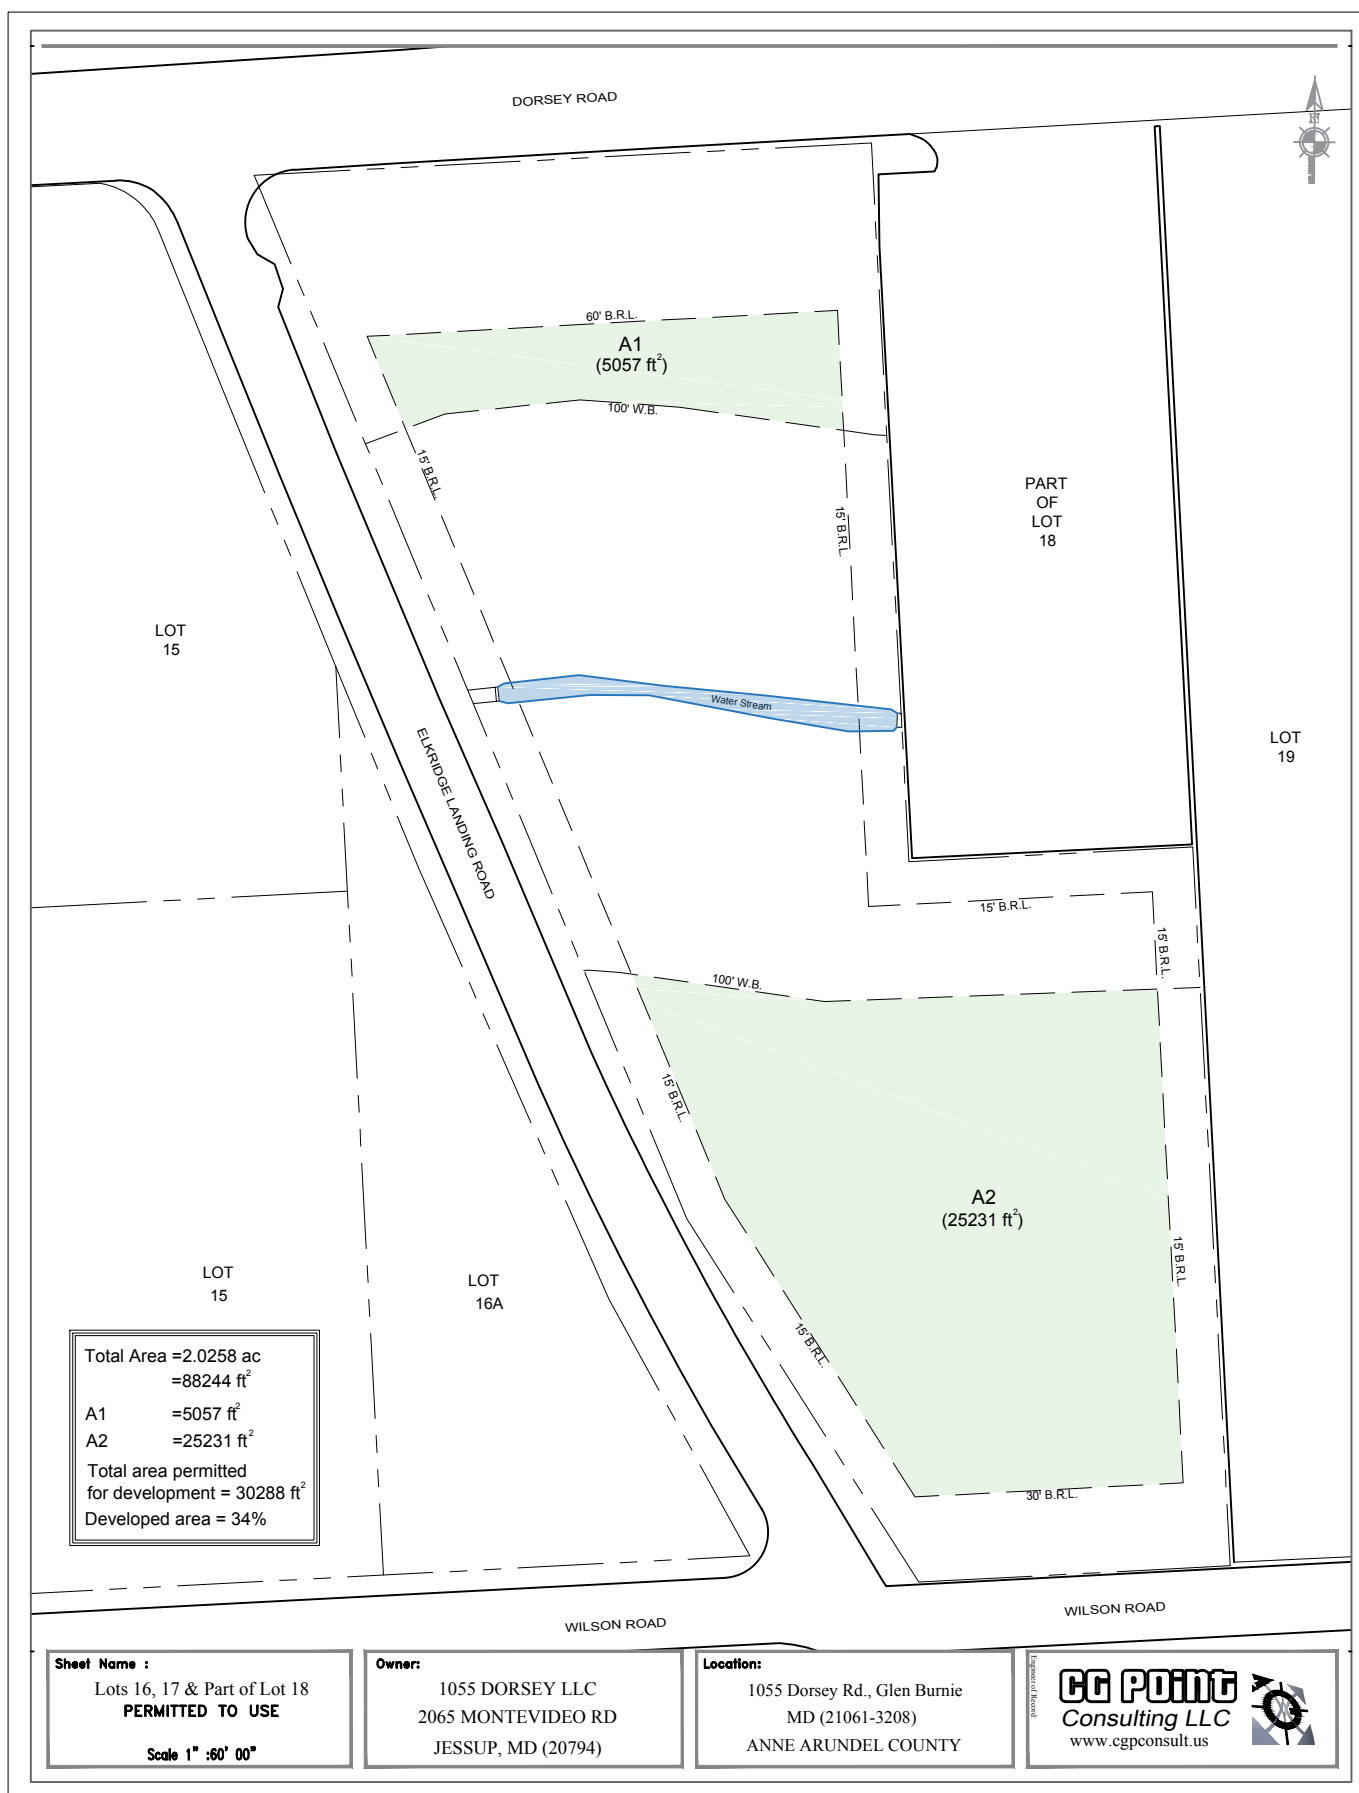 DORSEY ROAD
N
60' B.R.L.
A1
(5057 ft²)
100' W.B.
15' B.R.L.
15' B.R.L.
PART
OF
LOT
18
LOT
15
Water Stream
LOT
19
ELKRIDGE LANDING ROAD
15' B.R.L.
15' B.R.L.
100' W.B.
15' B.R.L.
A2
(25231 ft²)
15' B.R.L.
15' B.R.L.
LOT
15
LOT
16A
30' B.R.L.
Total Area =2.0258 ac
=88244 ft²
A1 =5057 ft²
A2 =25231 ft²
Total area permitted
for development = 30288 ft²
Developed area = 34%
WILSON ROAD
WILSON ROAD
Sheet Name :
Lots 16, 17 & Part of Lot 18
PERMITTED TO USE
Scale 1" :60' 00"
Owner:
1055 DORSEY LLC
2065 MONTEVIDEO RD
JESSUP, MD (20794)
Location:
1055 Dorsey Rd., Glen Burnie
MD (21061-3208)
ANNE ARUNDEL COUNTY
Engineer of Record:
CG POINT
Consulting LLC
www.cgpconsult.us